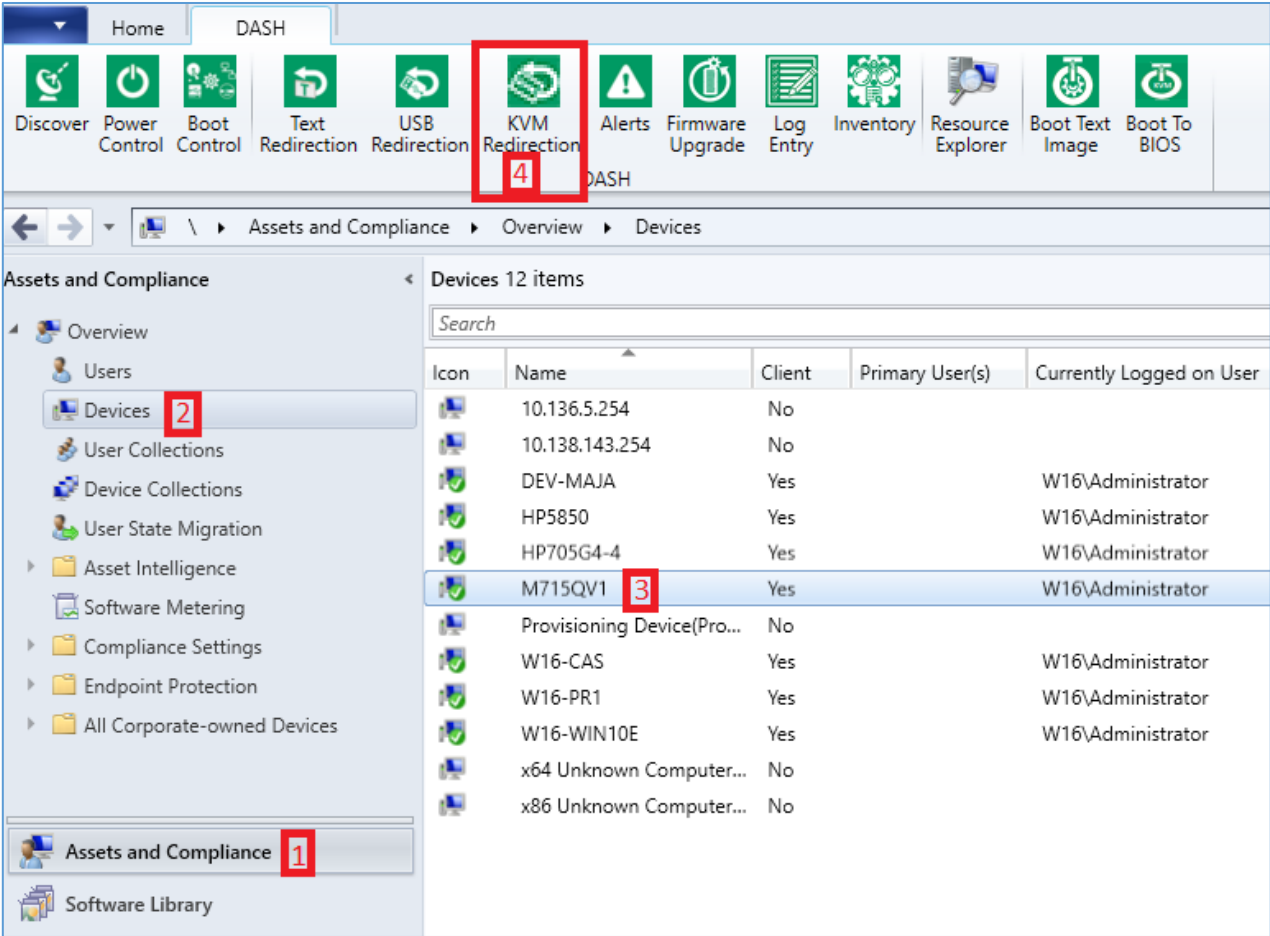 Home DASH
Discover Power Control Boot Control Text Redirection USB Redirection KVM Redirection Alerts Firmware Upgrade Log Entry Inventory Resource Explorer Boot Text Image Boot To BIOS
4 DASH
\ Assets and Compliance Overview Devices
Assets and Compliance
Overview
Users
Devices 2
User Collections
Device Collections
User State Migration
Asset Intelligence
Software Metering
Compliance Settings
Endpoint Protection
All Corporate-owned Devices
Assets and Compliance 1
Software Library
Devices 12 items
Search
Icon Name Client Primary User(s) Currently Logged on User
10.136.5.254 No
10.138.143.254 No
DEV-MAJA Yes W16\Administrator
HP5850 Yes W16\Administrator
HP705G4-4 Yes W16\Administrator
M715QV1 3 Yes W16\Administrator
Provisioning Device(Pro... No
W16-CAS Yes W16\Administrator
W16-PR1 Yes W16\Administrator
W16-WIN10E Yes W16\Administrator
x64 Unknown Computer... No
x86 Unknown Computer... No